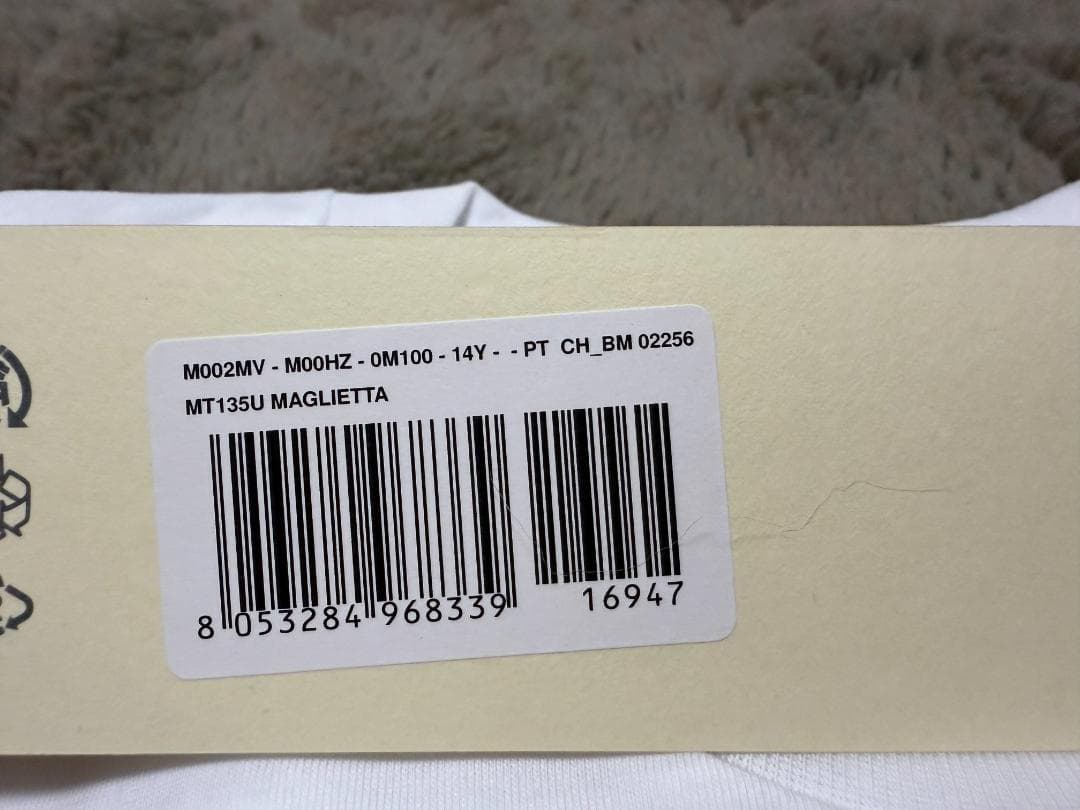 M002MV - M00HZ - 0M100 - 14Y - - PT CH_BM 02256
MT135U MAGLIETTA
8 053284 968339 16947